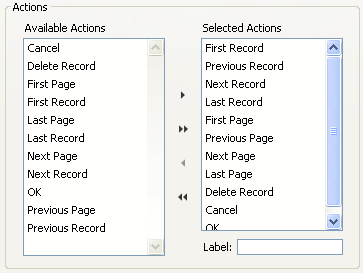 Actions
Available Actions
Cancel
Delete Record
First Page
First Record
Last Page
Last Record
Next Page
Next Record
OK
Previous Page
Previous Record
Selected Actions
First Record
Previous Record
Next Record
Last Record
First Page
Previous Page
Next Page
Last Page
Delete Record
Cancel
OK
Label: